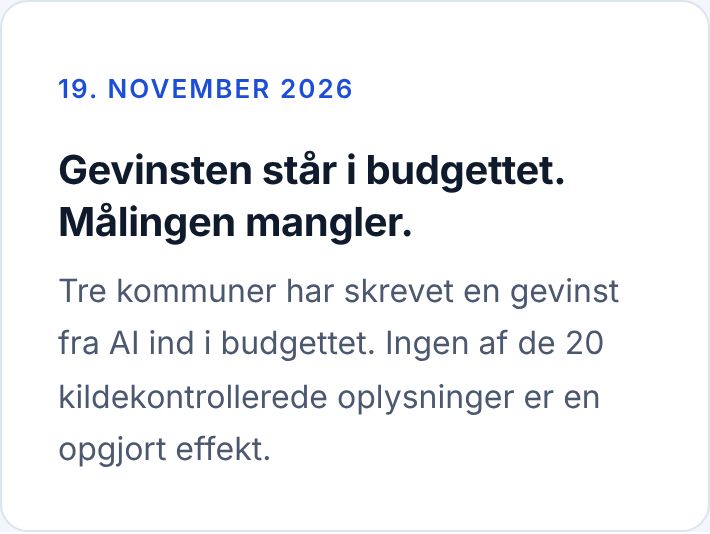 19. NOVEMBER 2026
Gevinsten står i budgettet.
Målingen mangler.
Tre kommuner har skrevet en gevinst
fra AI ind i budgettet. Ingen af de 20
kildekontrollerede oplysninger er en
opgjort effekt.